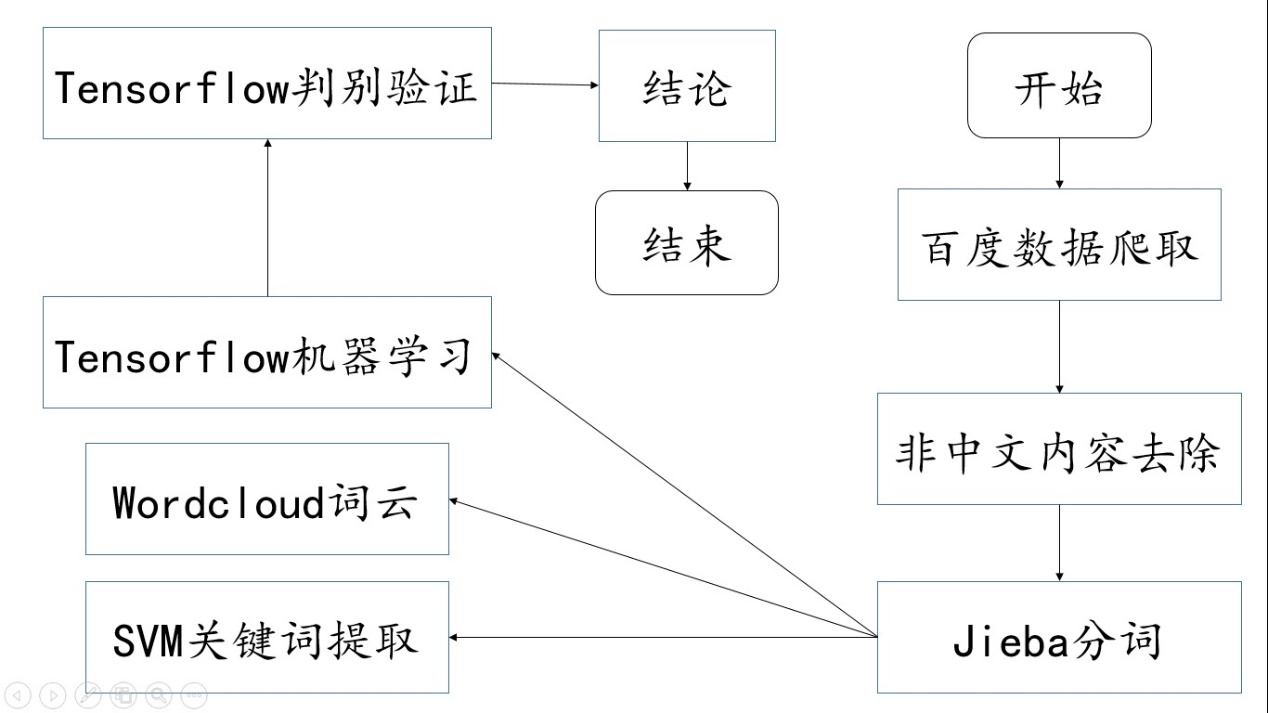 Tensorflow判别验证
结论
开始
结束
百度数据爬取
Tensorflow机器学习
非中文内容去除
Wordcloud词云
SVM关键词提取
Jieba分词